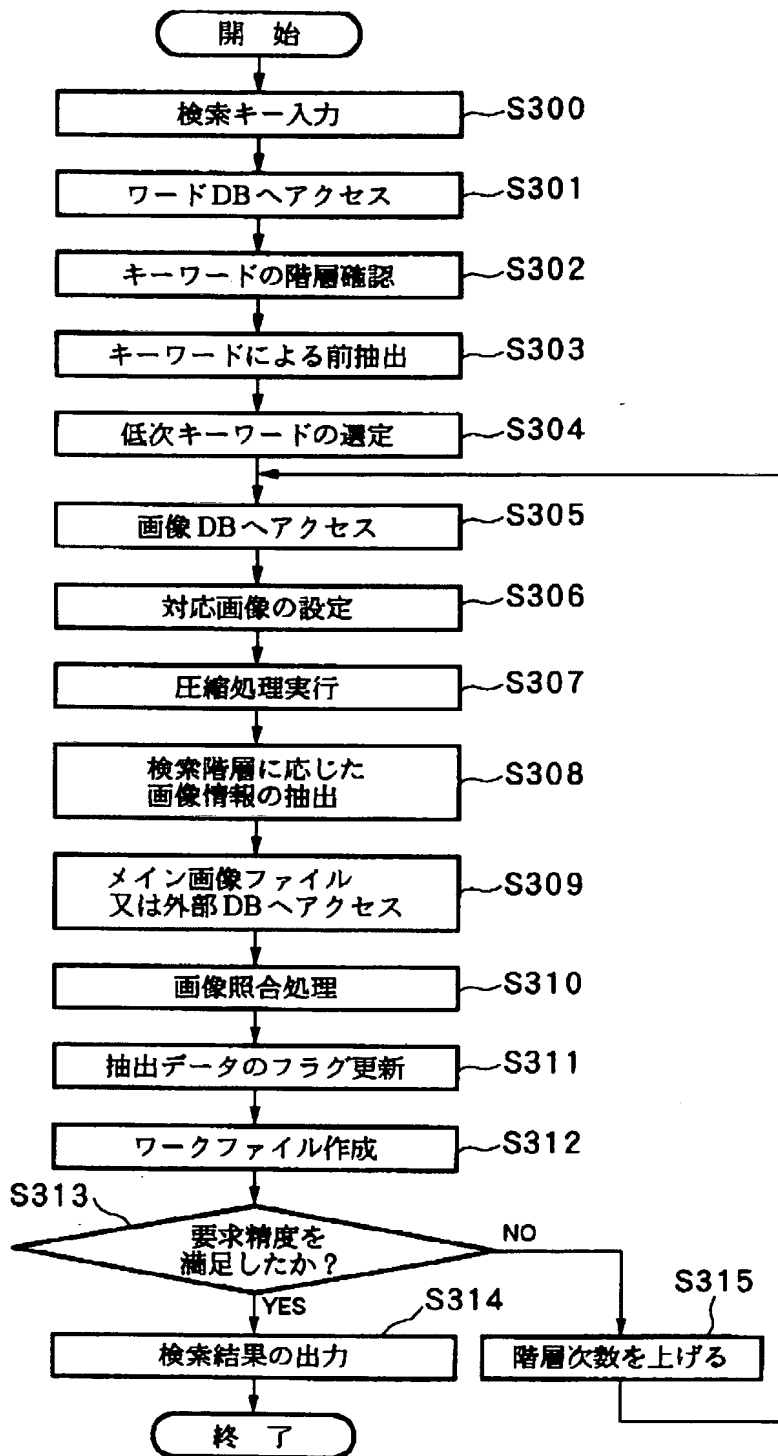 開 始
検索キー入力
S300
ワードDBへアクセス
S301
キーワードの階層確認
S302
キーワードによる前抽出
S303
低次キーワードの選定
S304
画像DBへアクセス
S305
対応画像の設定
S306
圧縮処理実行
S307
検索階層に応じた
画像情報の抽出
S308
メイン画像ファイル
又は外部DBへアクセス
S309
画像照合処理
S310
抽出データのフラグ更新
S311
ワークファイル作成
S312
S313
要求精度を
満足したか？
NO
YES
S314
検索結果の出力
S315
階層次数を上げる
終 了